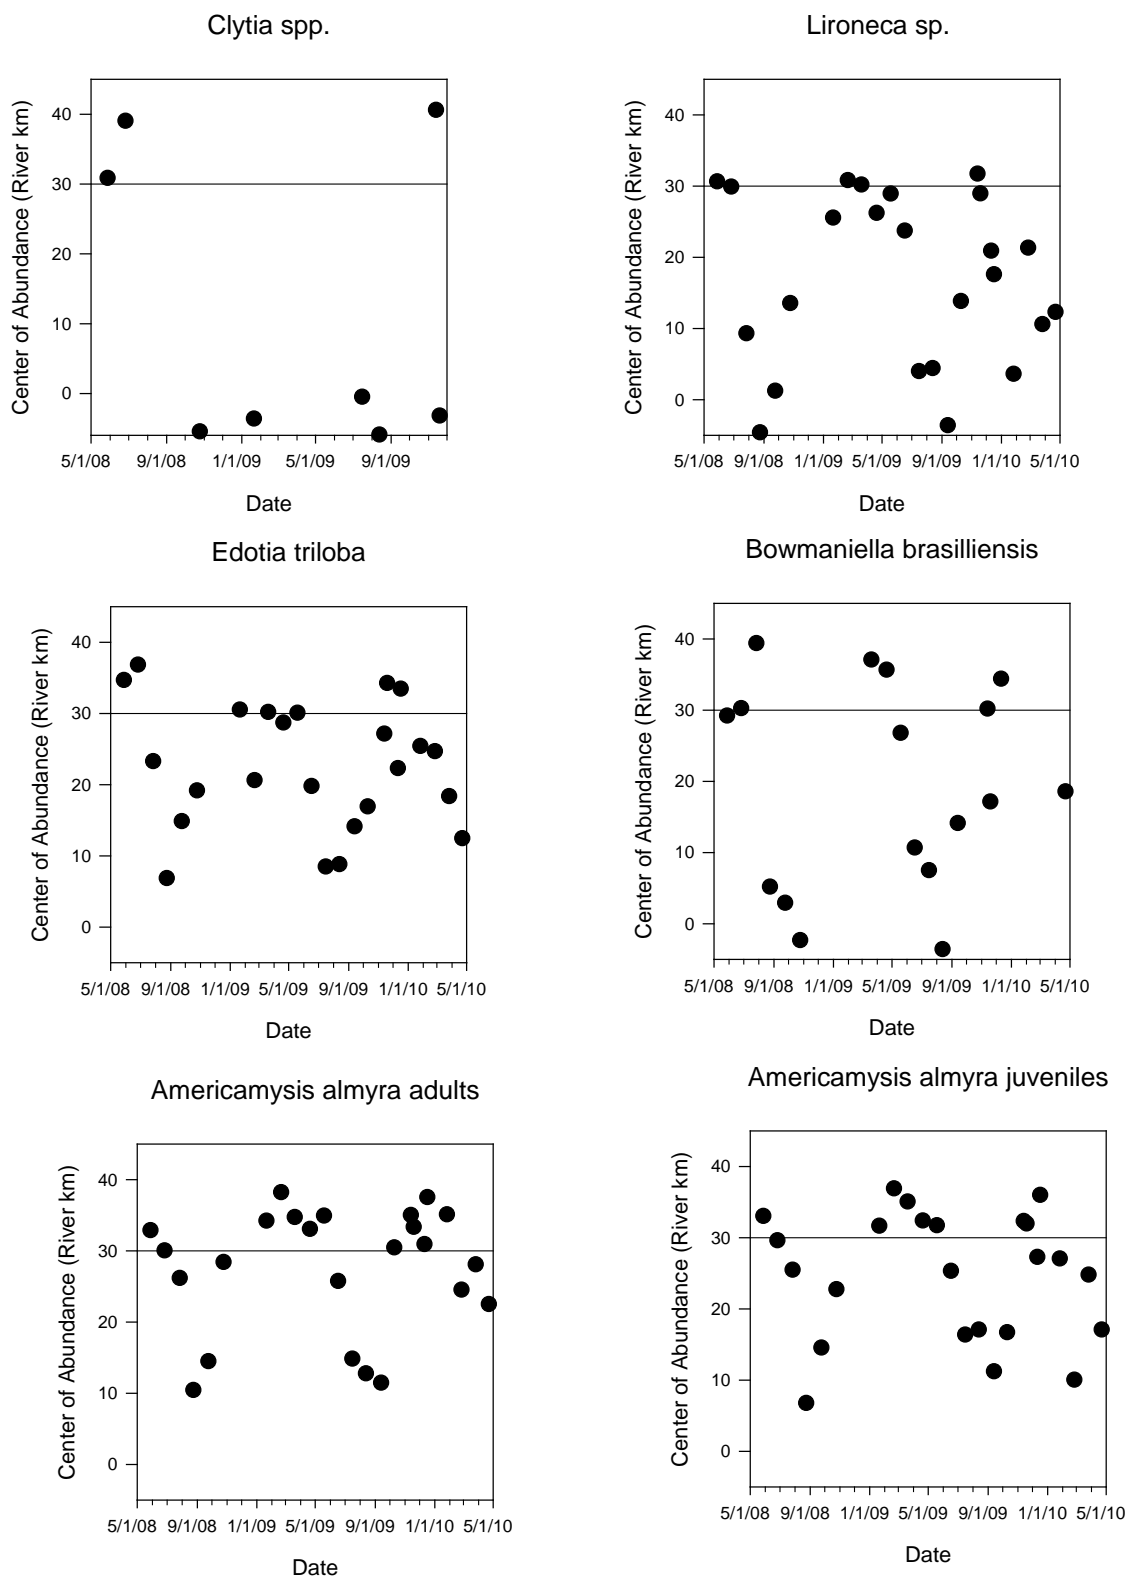 Clytia spp.
Center of Abundance (River km)
40
30
20
10
0
5/1/08 9/1/08 1/1/09 5/1/09 9/1/09
Date
Lironeca sp.
Center of Abundance (River km)
40
30
20
10
0
5/1/08 9/1/08 1/1/09 5/1/09 9/1/09 1/1/10 5/1/10
Date
Edotia triloba
Center of Abundance (River km)
40
30
20
10
0
5/1/08 9/1/08 1/1/09 5/1/09 9/1/09 1/1/10 5/1/10
Date
Bowmaniella brasilliensis
Center of Abundance (River km)
40
30
20
10
0
5/1/08 9/1/08 1/1/09 5/1/09 9/1/09 1/1/10 5/1/10
Date
Americamysis almyra adults
Center of Abundance (River km)
40
30
20
10
0
5/1/08 9/1/08 1/1/09 5/1/09 9/1/09 1/1/10 5/1/10
Date
Americamysis almyra juveniles
Center of Abundance (River km)
40
30
20
10
0
5/1/08 9/1/08 1/1/09 5/1/09 9/1/09 1/1/10 5/1/10
Date